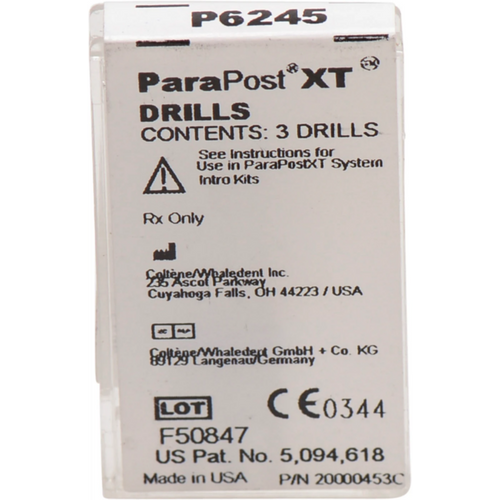 P6245
ParaPost® XT
DRILLS
CONTENTS: 3 DRILLS
See Instructions for
Use in ParaPostXT System
Intro Kits
Rx Only
Coltène/Whaledent Inc.
235 Ascot Parkway
Cuyahoga Falls, OH 44223 / USA
EC REP
Coltène/Whaledent GmbH + Co. KG
89129 Langenau/Germany
LOT CE0344
F50847
US Pat. No. 5,094,618
Made in USA P/N 20000453C